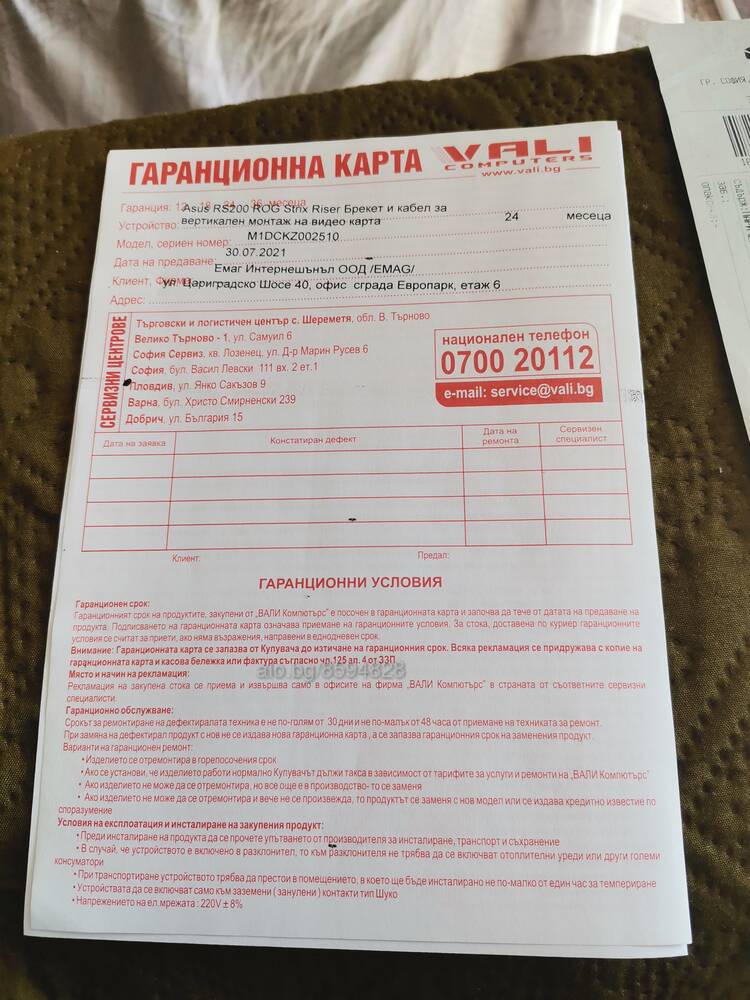 ГАРАНЦИОННА КАРТА
VALI
COMPUTERS
www.vali.bg
Гаранция: 12 18 24 36 месеца
Asus RS200 ROG Strix Riser Брекет и кабел за
Устройство: вертикален монтаж на видео карта 24 месеца
Модел, сериен номер: M1DCKZ002510
Дата на предаване: 30.07.2021
Клиент, Фирма: Емаг Интернешънъл ООД /EMAG/
ул. Цариградско Шосе 40, офис сграда Европарк, етаж 6
Адрес:
СЕРВИЗНИ ЦЕНТРОВЕ
Търговски и логистичен център с. Шереметя, обл. В. Търново
Велико Търново - 1, ул. Самуил 6
София Сервиз, кв. Лозенец, ул. Д-р Марин Русев 6
София, бул. Васил Левски 111 вх. 2 ет.1
Пловдив, ул. Янко Сакъзов 9
Варна, бул. Христо Смирненски 239
Добрич, ул. България 15
национален телефон
0700 20112
e-mail: service@vali.bg
Дата на заявка
Констатиран дефект
Дата на ремонта
Сервизен специалист
Клиент:
Предал:
ГАРАНЦИОННИ УСЛОВИЯ
Гаранционен срок:
Гаранционният срок на продуктите, закупени от „ВАЛИ Компютърс" е посочен в гаранционната карта и започва да тече от датата на предаване на
продукта. Подписването на гаранционната карта означава приемане на гаранционните условия. За стока, доставена по куриер гаранционните
условия се считат за приети, ако няма възражения, направени в еднодневен срок.
Внимание: Гаранционната карта се запазва от Купувача до изтичане на гаранционния срок. Всяка рекламация се придружава с копие на
гаранционната карта и касова бележка или фактура съгласно чл.125 ал. 4 от ЗЗП
Място и начин на рекламация:
Рекламация на закупена стока се приема и извършва само в офисите на фирма „ВАЛИ Компютърс" в страната от съответните сервизни
специалисти.
Гаранционно обслужване:
Срокът за ремонтиране на дефектиралата техника е не по-голям от 30 дни и не по-малък от 48 часа от приемане на техниката за ремонт.
При замяна на дефектирал продукт с нов не се издава нова гаранционна карта , а се запазва гаранционния срок на заменения продукт.
Варианти на гаранционен ремонт:
• Изделието се отремонтира в горепосочения срок
• Ако се установи, че изделието работи нормално Купувачът дължи такса в зависимост от тарифите за услуги и ремонти на „ВАЛИ Компютърс"
• Ако изделието не може да се отремонтира, но все още е в производство- то се заменя
• Ако изделието не може да се отремонтира и вече не се произвежда, то продуктът се заменя с нов модел или се издава кредитно известие по
споразумение
Условия на експлоатация и инсталиране на закупения продукт:
• Преди инсталиране на продукта да се прочете упътването от производителя за инсталиране, транспорт и съхранение
• В случай, че устройството е включено в разклонител, то към разклонителя не трябва да се включват отоплителни уреди или други големи
консуматори
• При транспортиране устройството трябва да престои в помещението, в което ще бъде инсталирано не по-малко от един час за темпериране
• Устройствата да се включват само към заземени ( занулени ) контакти тип Шуко
• Напрежението на ел.мрежата : 220V ± 8%
alo.bg/8594828
ГР. СОФИЯ,